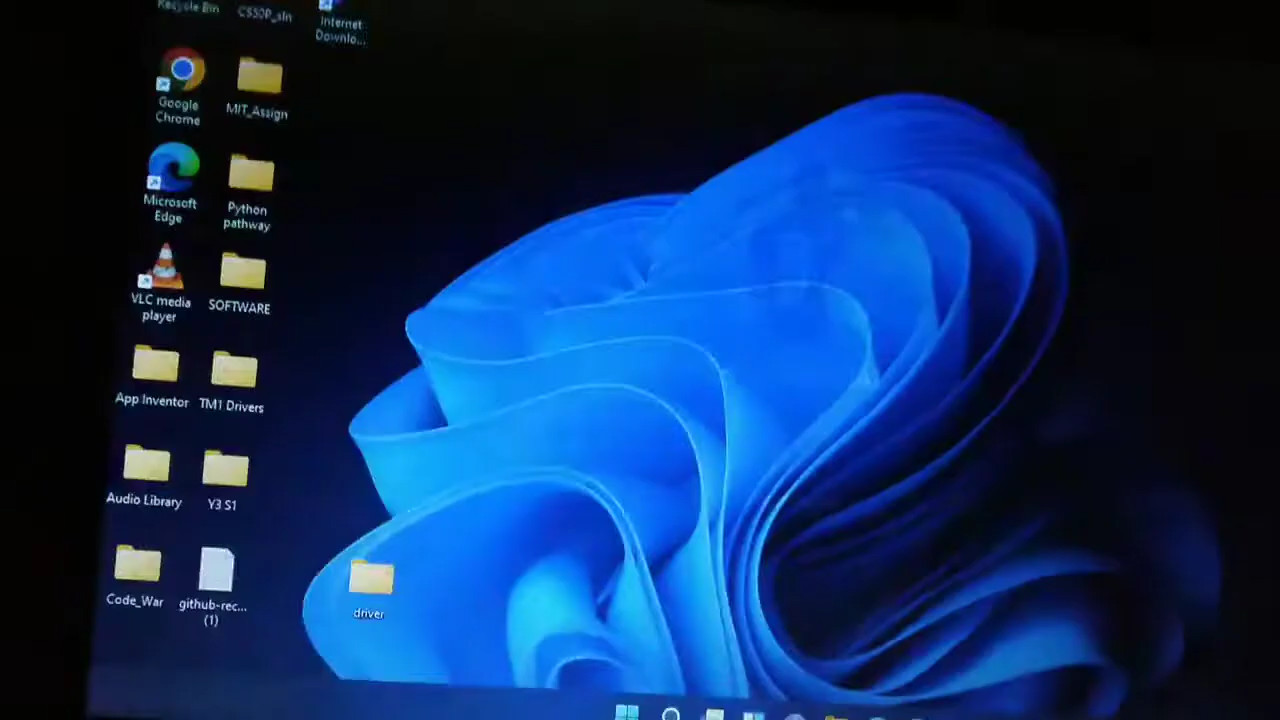 Recycle Bin
CS50P_sln
Internet
Downlo...
Google
Chrome
MIT_Assign
Microsoft
Edge
Python
pathway
VLC media
player
SOFTWARE
App Inventor
TM1 Drivers
Audio Library
Y3 S1
Code_War
github-rec...
(1)
driver